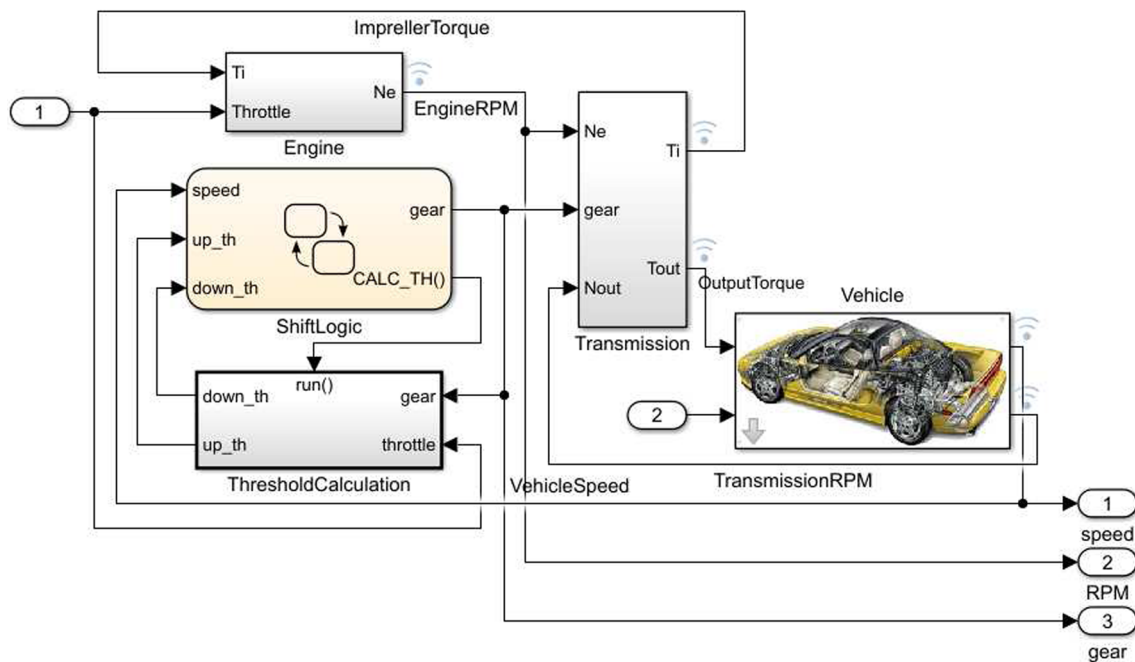 ImprellerTorque
Ti
Throttle
Ne
Engine
1
EngineRPM
Ne
gear
Nout
Ti
Tout
Transmission
speed
up_th
down_th
gear
CALC_TH()
ShiftLogic
OutputTorque
Vehicle
run()
down_th
up_th
gear
throttle
ThresholdCalculation
2
VehicleSpeed
TransmissionRPM
1
speed
2
RPM
3
gear